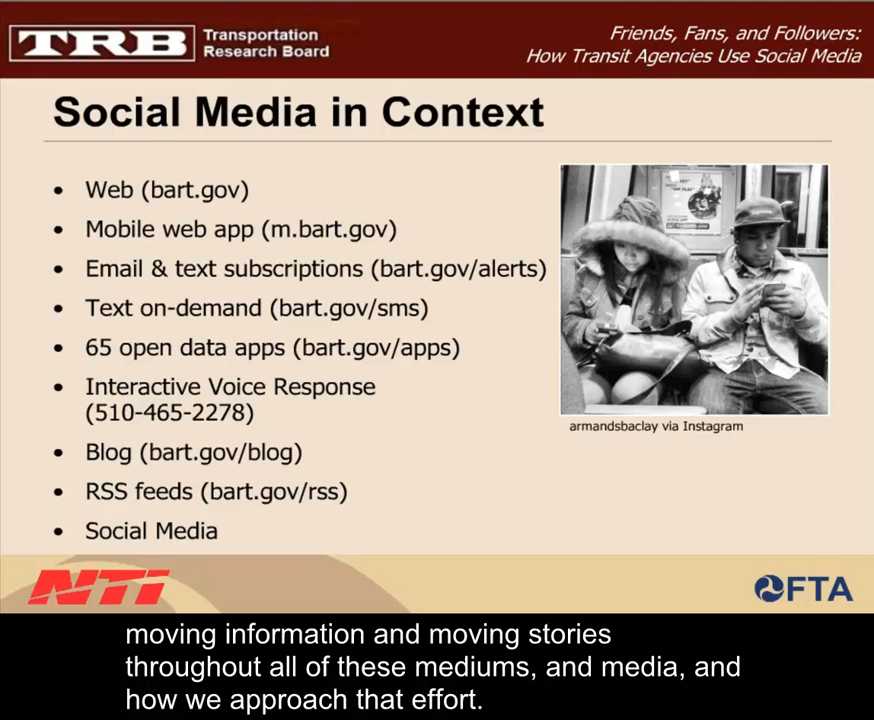 TRB
Transportation
Research Board
Friends, Fans, and Followers:
How Transit Agencies Use Social Media
Social Media in Context
• Web (bart.gov)
• Mobile web app (m.bart.gov)
• Email & text subscriptions (bart.gov/alerts)
• Text on-demand (bart.gov/sms)
• 65 open data apps (bart.gov/apps)
• Interactive Voice Response
(510-465-2278)
• Blog (bart.gov/blog)
• RSS feeds (bart.gov/rss)
• Social Media
armandsbaclay via Instagram
NTI
FTA
moving information and moving stories
throughout all of these mediums, and media, and
how we approach that effort.